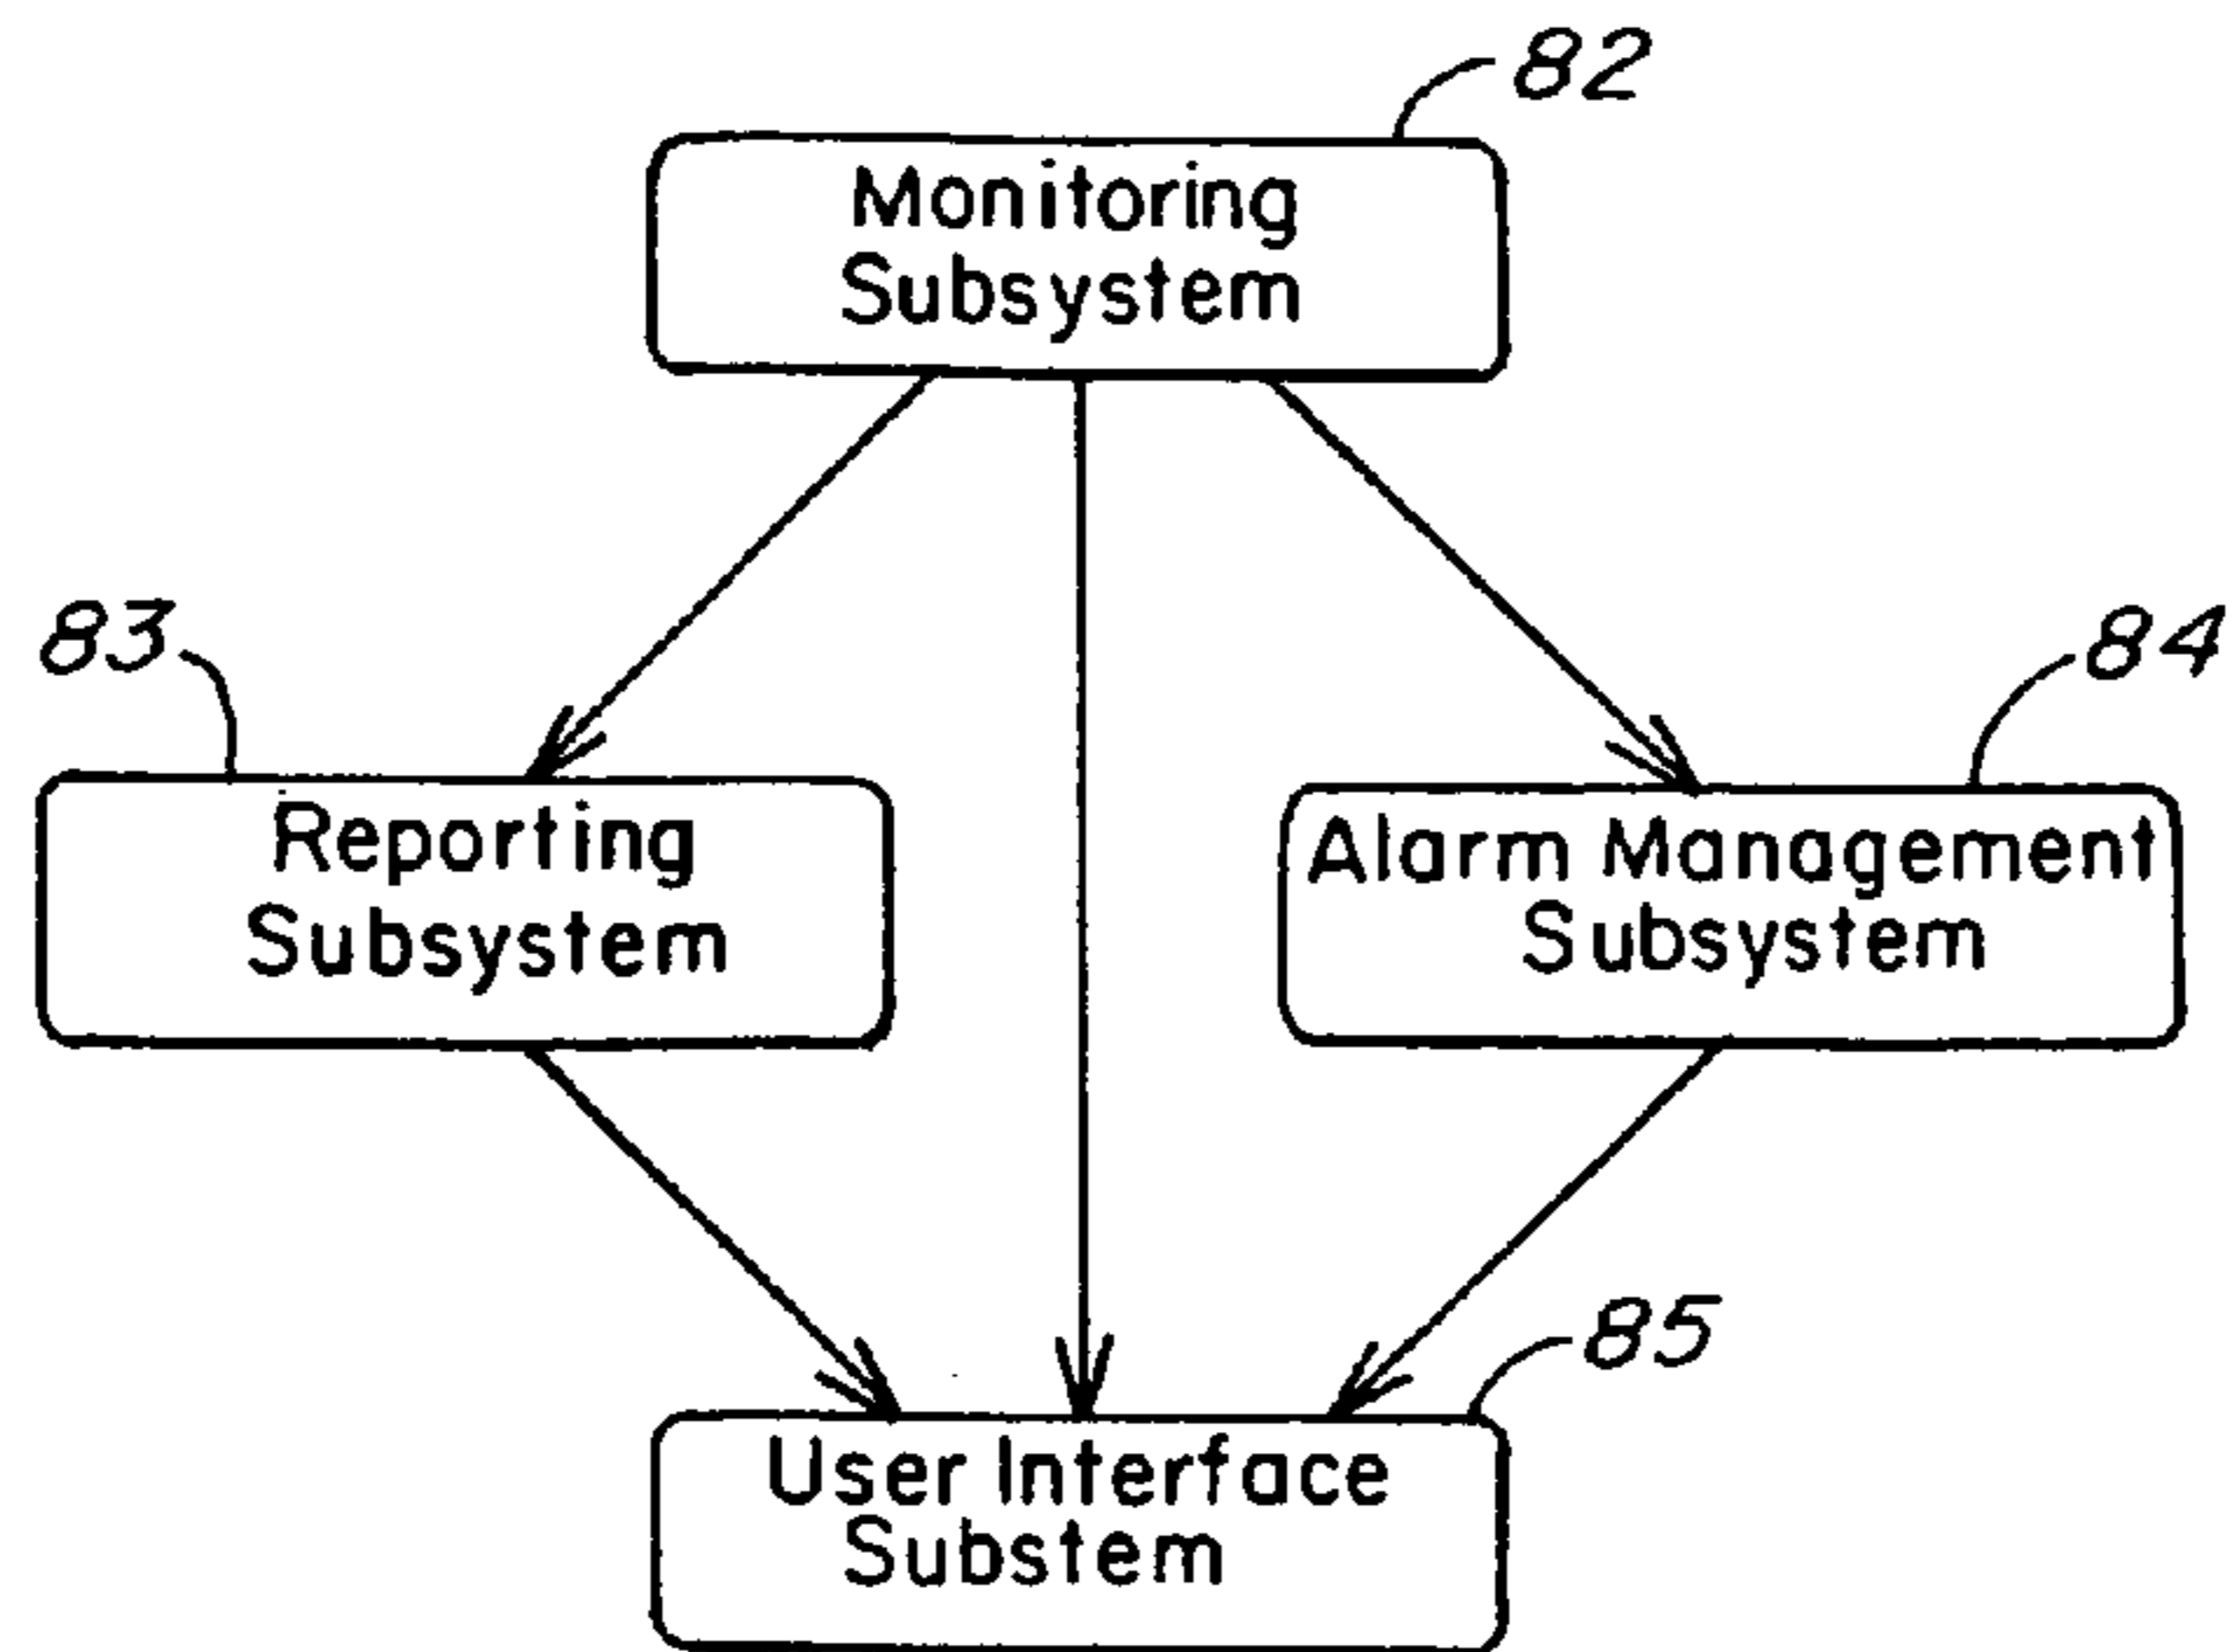 82
Monitoring
Subsystem
83
84
Reporting
Subsystem
Alarm Management
Subsystem
85
User Interface
Substem